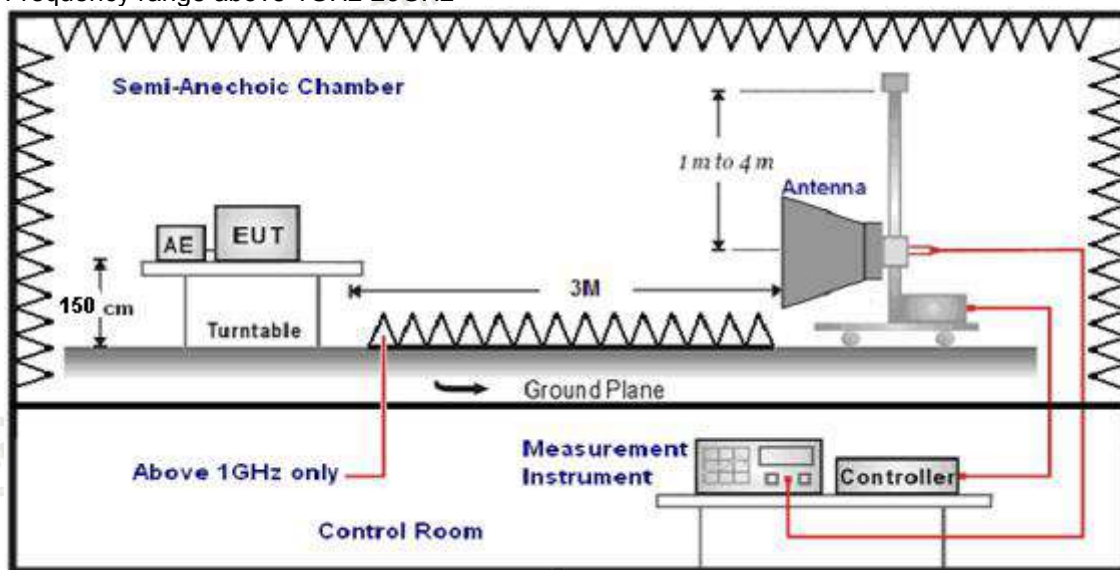 Frequency range above 1GHz-25GHz
Semi-Anechoic Chamber
1 m to 4 m
Antenna
AE
EUT
150 cm
3M
Turntable
Ground Plane
Above 1GHz only
Measurement
Instrument
Controller
Control Room